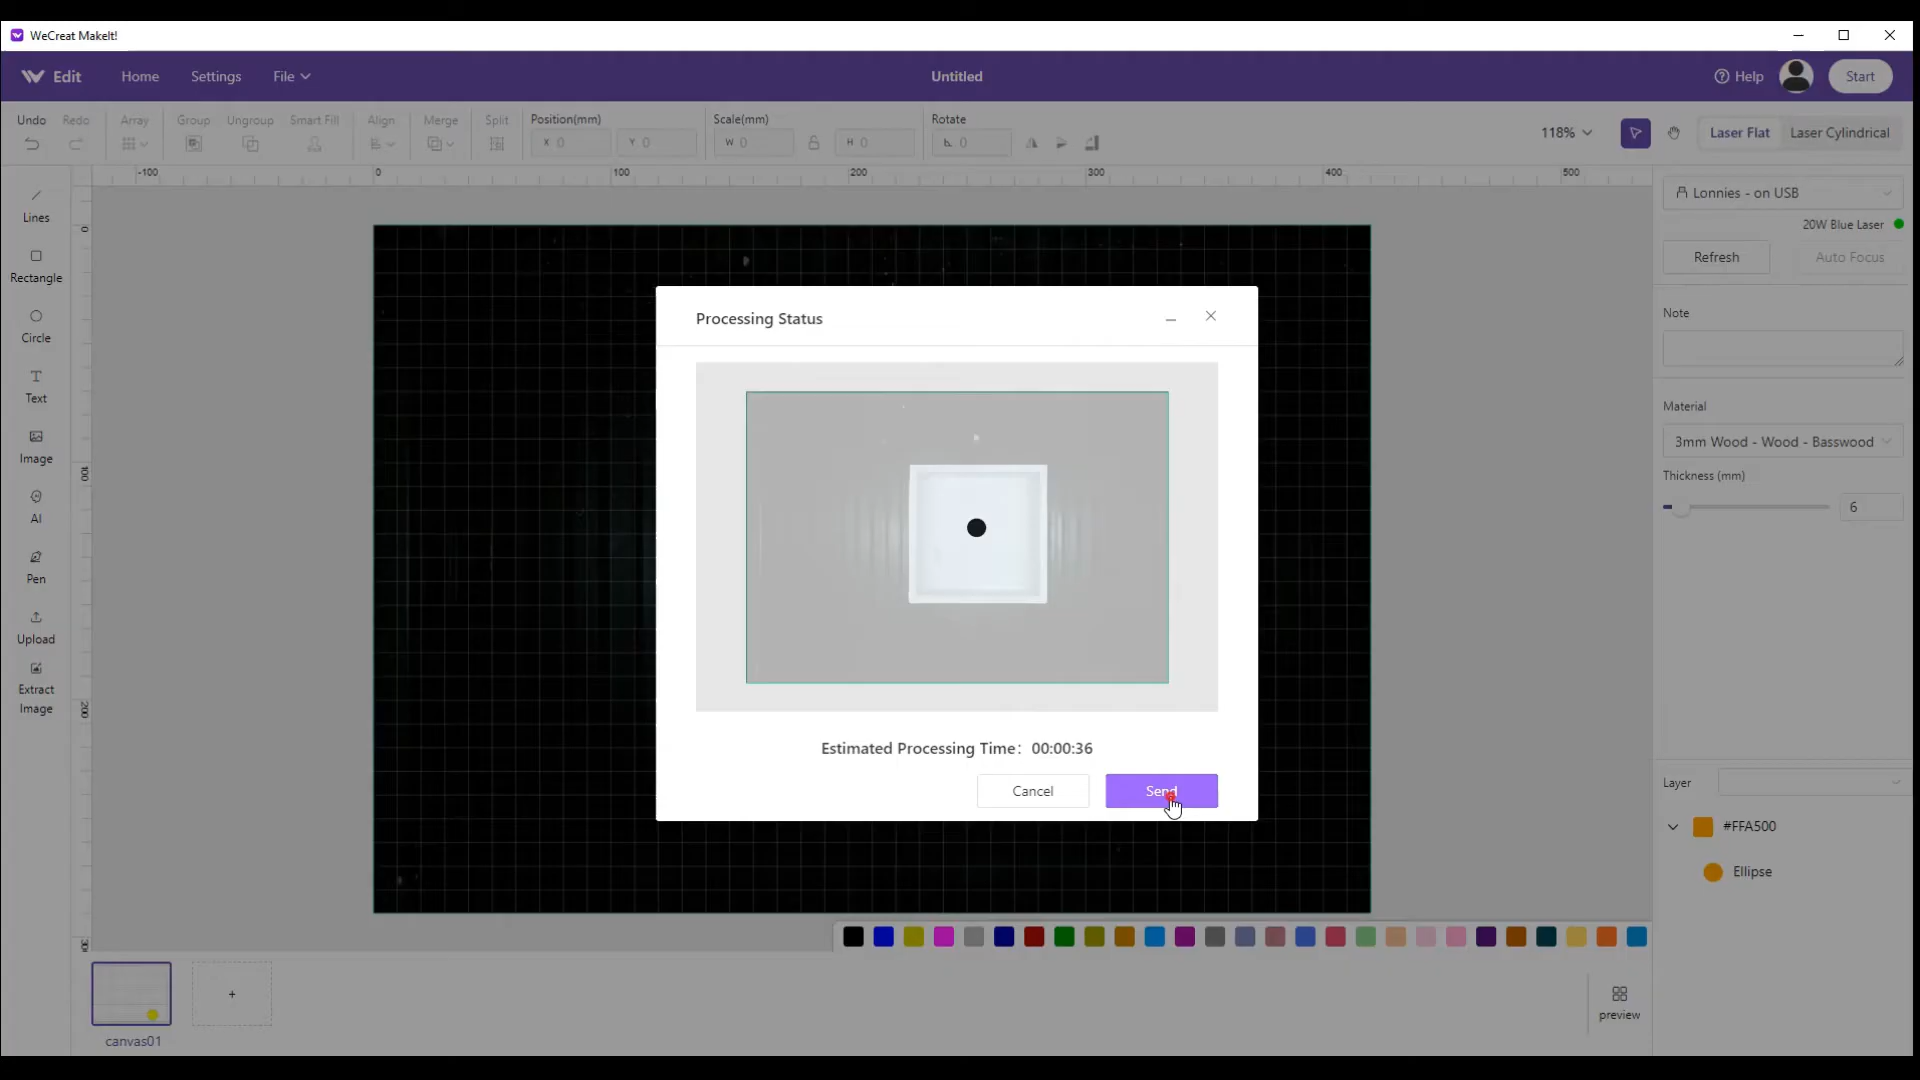 WeCreat MakeIt!
Edit Home Settings File Untitled Help Start
Undo Redo Array Group Ungroup Smart Fill Align Merge Split Position(mm) Scale(mm) Rotate
X 0 Y 0 W 0 H 0 0
118% Laser Flat Laser Cylindrical
-100 0 100 200 300 400 500
0
100
200
Lines
Rectangle
Circle
Text
Image
AI
Pen
Upload
Extract
Image
Processing Status
Estimated Processing Time: 00:00:36
Cancel Send
Lonnies - on USB
20W Blue Laser
Refresh Auto Focus
Note
Material
3mm Wood - Wood - Basswood
Thickness (mm)
6
Layer
#FFA500
Ellipse
+
canvas01
preview